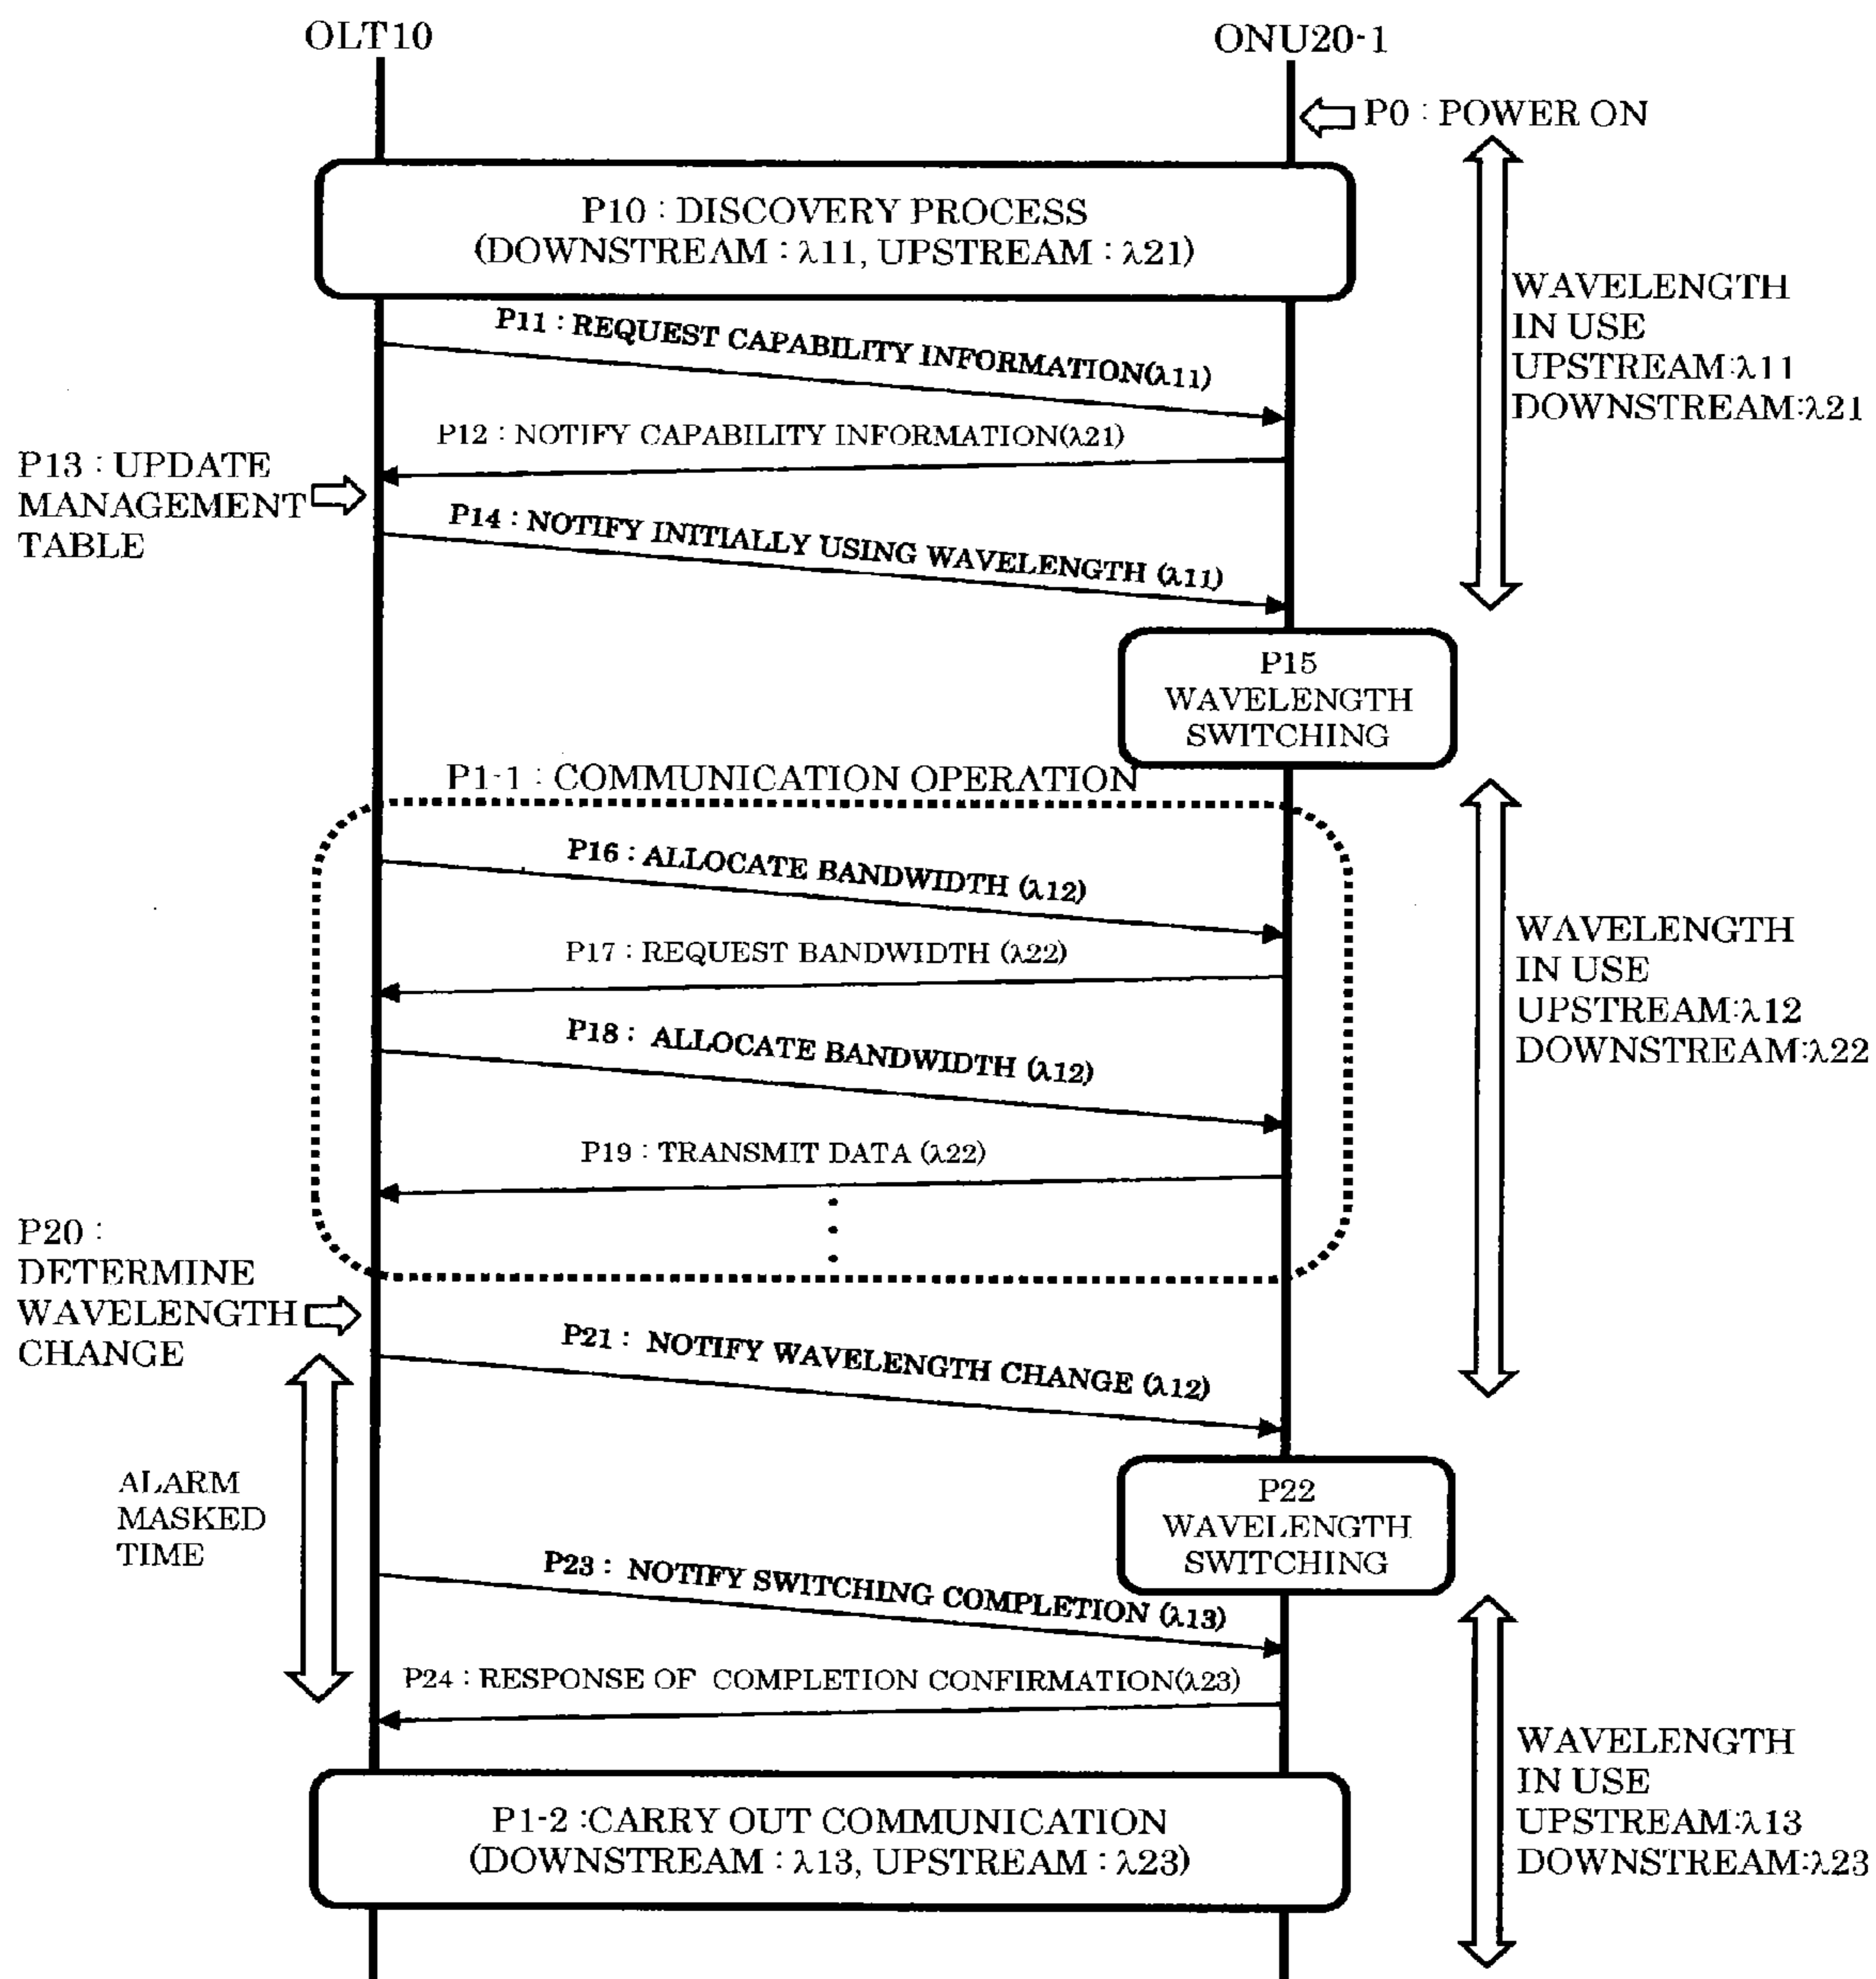 OLT10
ONU20-1
P0 : POWER ON
P10 : DISCOVERY PROCESS
(DOWNSTREAM : λ11, UPSTREAM : λ21)
WAVELENGTH
IN USE
UPSTREAM:λ11
DOWNSTREAM:λ21
P11 : REQUEST CAPABILITY INFORMATION(λ11)
P12 : NOTIFY CAPABILITY INFORMATION(λ21)
P13 : UPDATE
MANAGEMENT
TABLE
P14 : NOTIFY INITIALLY USING WAVELENGTH (λ11)
P15
WAVELENGTH
SWITCHING
P1-1 : COMMUNICATION OPERATION
P16 : ALLOCATE BANDWIDTH (λ12)
P17 : REQUEST BANDWIDTH (λ22)
WAVELENGTH
IN USE
UPSTREAM:λ12
DOWNSTREAM:λ22
P18 : ALLOCATE BANDWIDTH (λ12)
P19 : TRANSMIT DATA (λ22)
P20 :
DETERMINE
WAVELENGTH
CHANGE
P21 : NOTIFY WAVELENGTH CHANGE (λ12)
ALARM
MASKED
TIME
P22
WAVELENGTH
SWITCHING
P23 : NOTIFY SWITCHING COMPLETION (λ13)
P24 : RESPONSE OF COMPLETION CONFIRMATION(λ23)
WAVELENGTH
IN USE
UPSTREAM:λ13
DOWNSTREAM:λ23
P1-2 :CARRY OUT COMMUNICATION
(DOWNSTREAM : λ13, UPSTREAM : λ23)